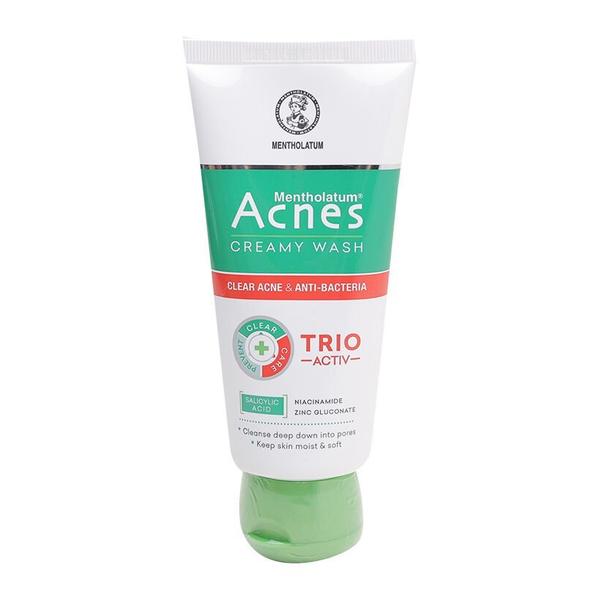 MENTHOLATUM
Mentholatum®
Acnes
CREAMY WASH
CLEAR ACNE & ANTI-BACTERIA
CLEAR
PREVENT
CARE
TRIO
ACTIV
SALICYLIC
ACID
NIACINAMIDE
ZINC GLUCONATE
* Cleanse deep down into pores
* Keep skin moist & soft